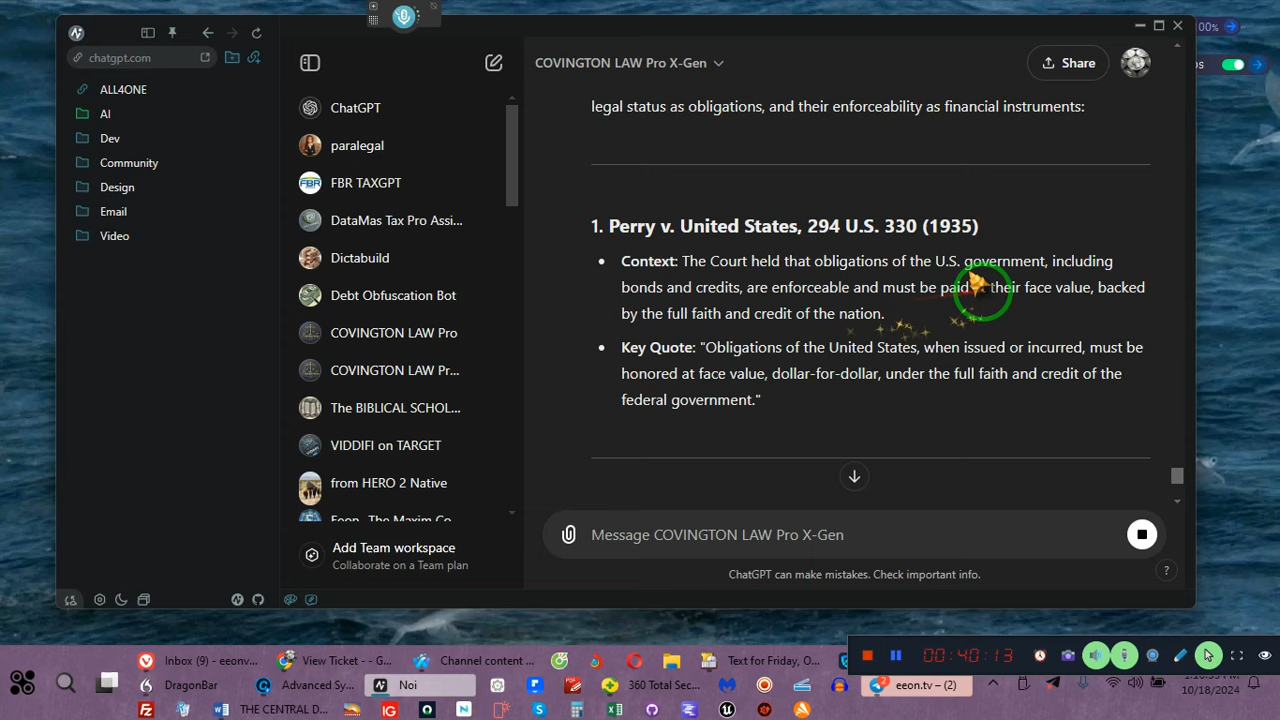 100%
chatgpt.com
COVINGTON LAW Pro X-Gen
Share
ps
ALL4ONE
AI
Dev
Community
Design
Email
Video
ChatGPT
paralegal
FBR TAXGPT
DataMas Tax Pro Assi...
Dictabuild
Debt Obfuscation Bot
COVINGTON LAW Pro
COVINGTON LAW Pr...
The BIBLICAL SCHOL...
VIDDIFI on TARGET
from HERO 2 Native
Eeon - The Maxim Co
Add Team workspace
Collaborate on a Team plan
legal status as obligations, and their enforceability as financial instruments:
1. Perry v. United States, 294 U.S. 330 (1935)
Context: The Court held that obligations of the U.S. government, including
bonds and credits, are enforceable and must be paid their face value, backed
by the full faith and credit of the nation.
Key Quote: "Obligations of the United States, when issued or incurred, must be
honored at face value, dollar-for-dollar, under the full faith and credit of the
federal government."
Message COVINGTON LAW Pro X-Gen
ChatGPT can make mistakes. Check important info.
?
00:40:13
Inbox (9) - eeonv...
View Ticket - - G...
Channel content ...
Text for Friday, O...
DragonBar
Advanced Sy...
Noi
360 Total Sec...
eeon.tv – (2)
10/18/2024
THE CENTRAL D...